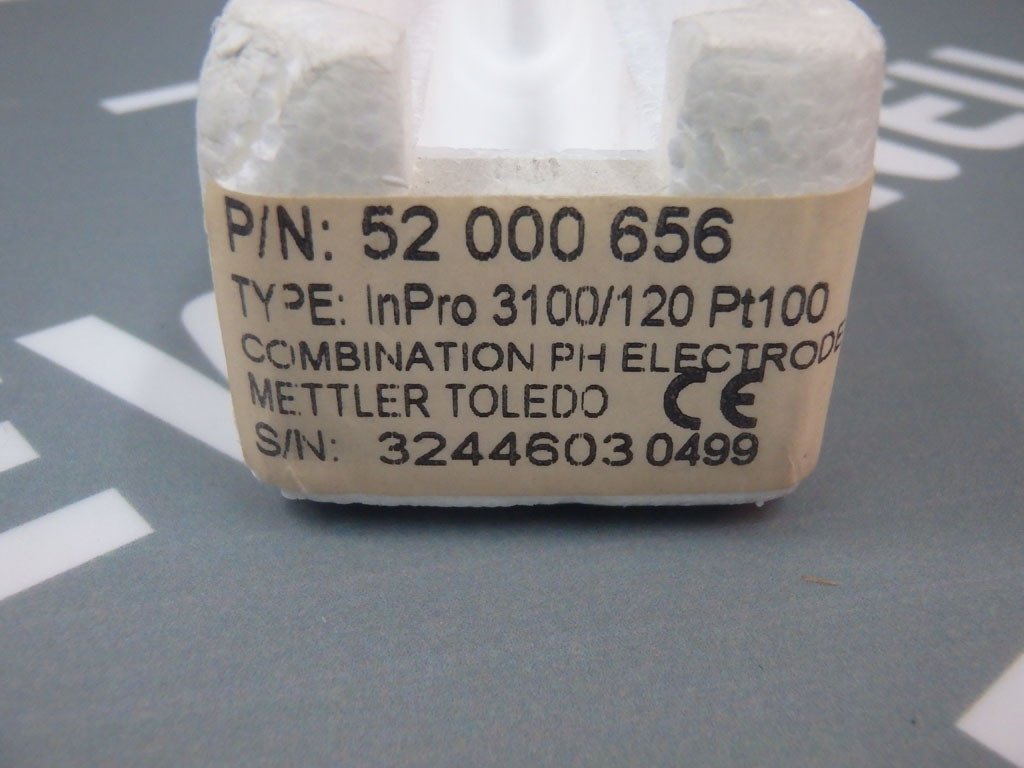 P/N: 52 000 656
TYPE: InPro 3100/120 Pt100
COMBINATION PH ELECTRODE
METTLER TOLEDO CE
S/N: 3244603 0499